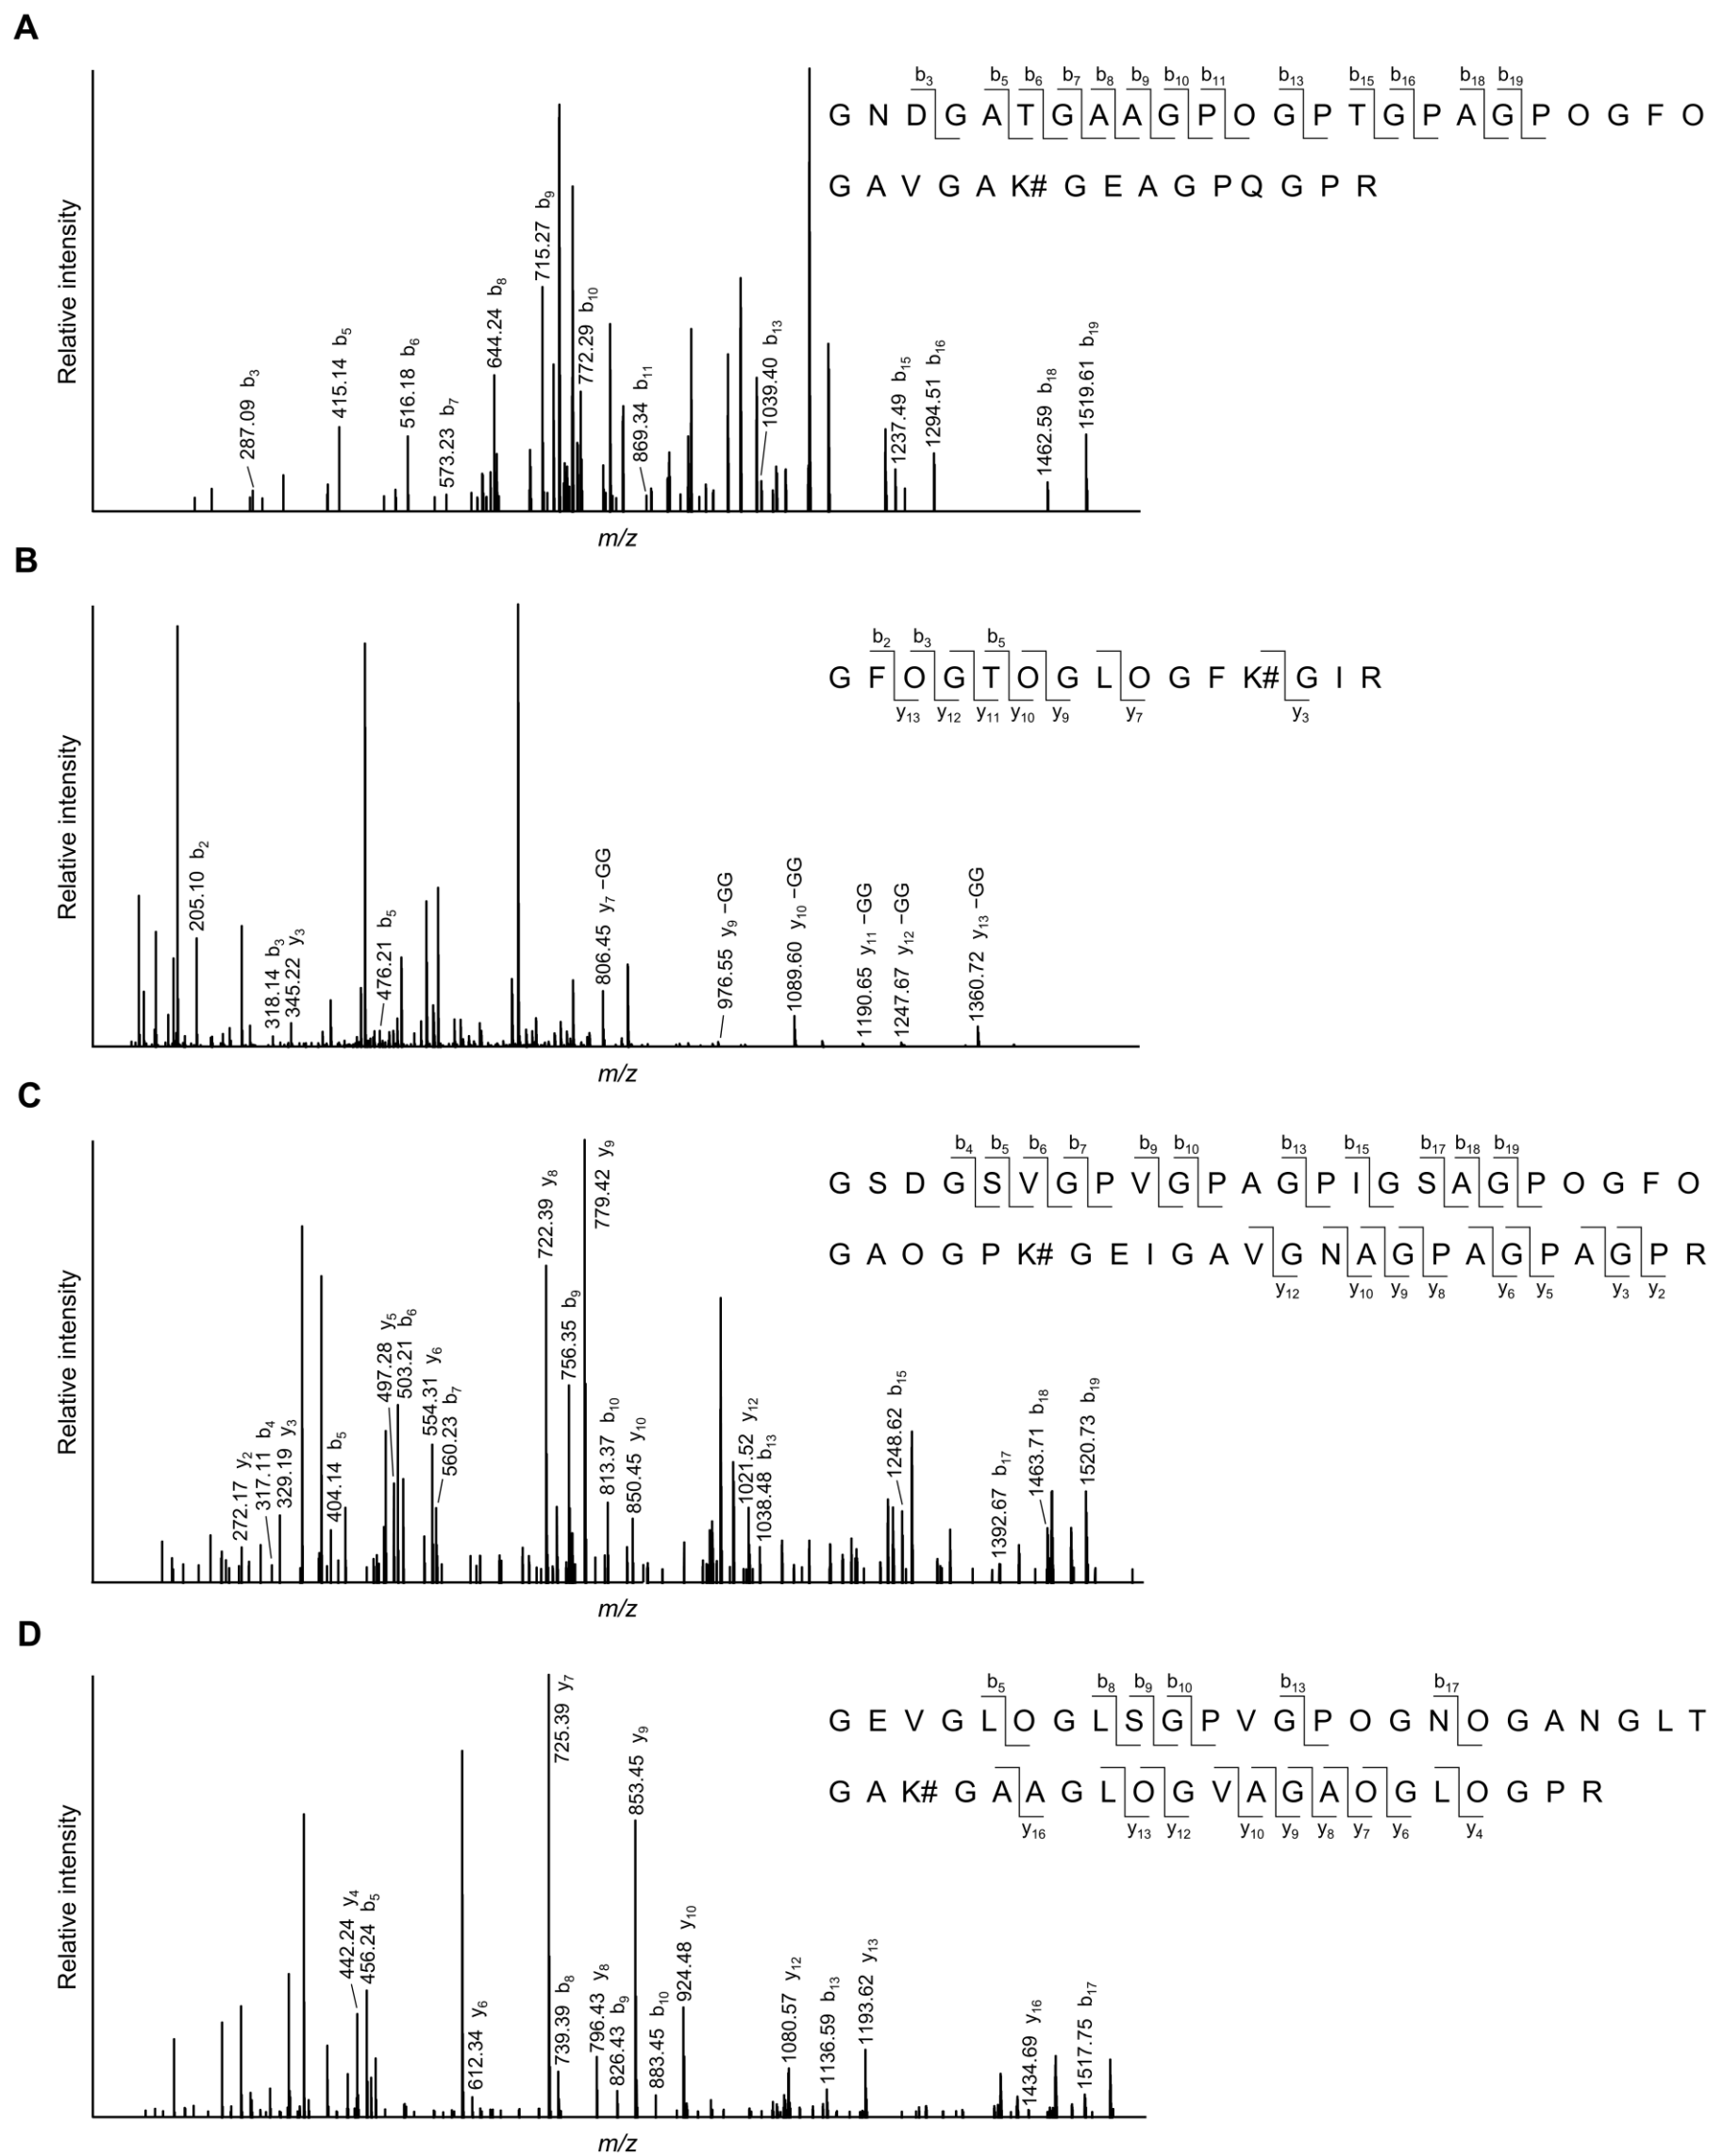 A
Relative intensity
287.09 b3
415.14 b5
516.18 b6
573.23 b7
644.24 b8
715.27 b9
772.29 b10
869.34 b11
1039.40 b13
1237.49 b15
1294.51 b16
1462.59 b18
1519.61 b19
m/z
b3 b5 b6 b7 b8 b9 b10 b11 b13 b15 b16 b18 b19
G N D G A T G A A G P O G P T G P A G P O G F O
G A V G A K# G E A G P Q G P R
B
Relative intensity
205.10 b2
318.14 b3
345.22 y3
476.21 b5
806.45 y7 −GG
976.55 y9 −GG
1089.60 y10 −GG
1190.65 y11 −GG
1247.67 y12 −GG
1360.72 y13 −GG
m/z
b2 b3 b5
G F O G T O G L O G F K# G I R
y13 y12 y11 y10 y9 y7 y3
C
Relative intensity
272.17 y2
317.11 b4
329.19 y3
404.14 b5
497.28 y5
503.21 b6
554.31 y6
560.23 b7
722.39 y8
756.35 b9
779.42 y9
813.37 b10
850.45 y10
1021.52 y12
1038.48 b13
1248.62 b15
1392.67 b17
1463.71 b18
1520.73 b19
m/z
b4 b5 b6 b7 b9 b10 b13 b15 b17 b18 b19
G S D G S V G P V G P A G P I G S A G P O G F O
G A O G P K# G E I G A V G N A G P A G P A G P R
y12 y10 y9 y8 y6 y5 y3 y2
D
Relative intensity
442.24 y4
456.24 b5
612.34 y6
725.39 y7
739.39 b8
796.43 y8
826.43 b9
853.45 y9
883.45 b10
924.48 y10
1080.57 y12
1136.59 b13
1193.62 y13
1434.69 y16
1517.75 b17
m/z
b5 b8 b9 b10 b13 b17
G E V G L O G L S G P V G P O G N O G A N G L T
G A K# G A A G L O G V A G A O G L O G P R
y16 y13 y12 y10 y9 y8 y7 y6 y4